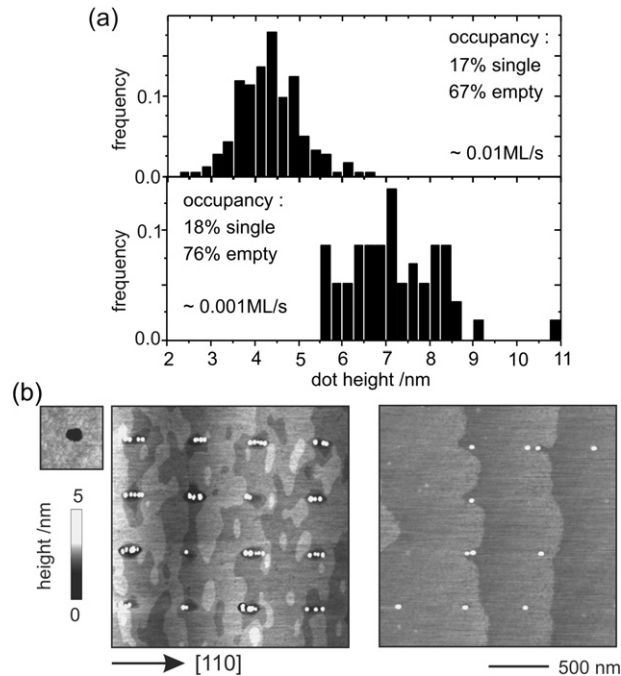 (a)
occupancy :
17% single
67% empty
~ 0.01ML/s
frequency
0.1
0.0
occupancy :
18% single
76% empty
~ 0.001ML/s
frequency
0.1
0.0
2 3 4 5 6 7 8 9 10 11
dot height /nm
(b)
5
height /nm
0
[110]
500 nm